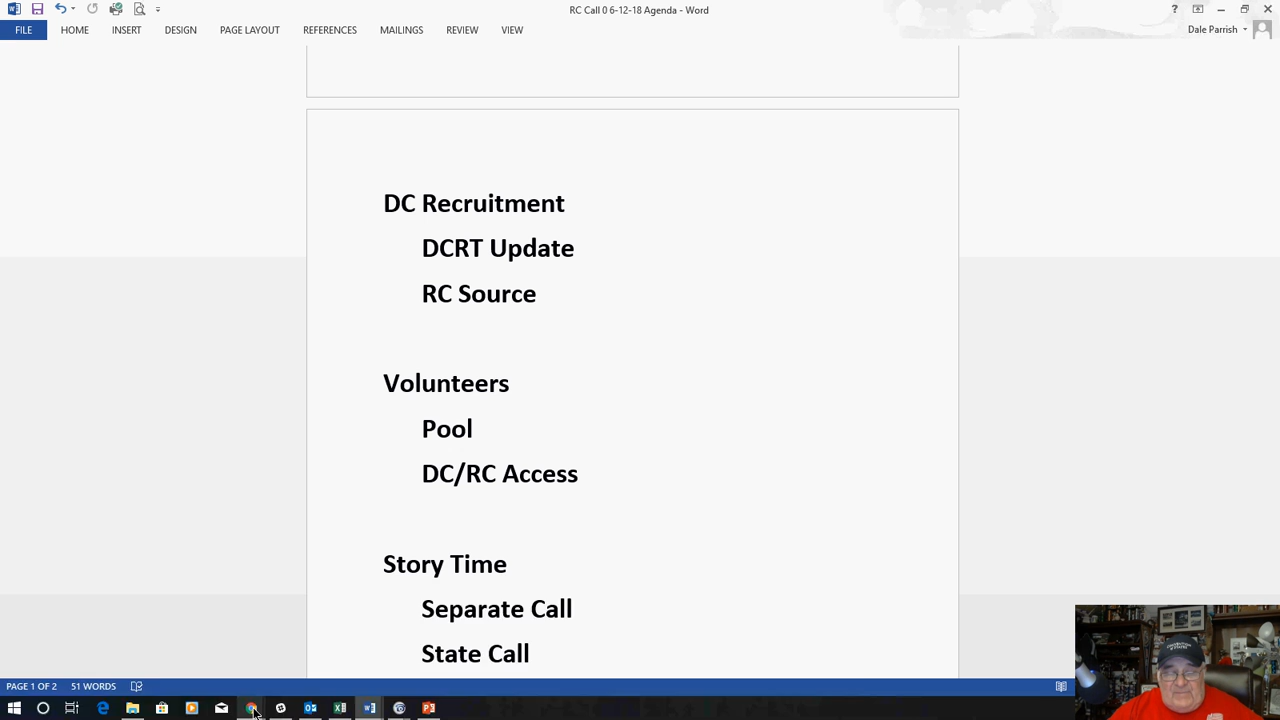 RC Call 0 6-12-18 Agenda - Word
FILE HOME INSERT DESIGN PAGE LAYOUT REFERENCES MAILINGS REVIEW VIEW
Dale Parrish
DC Recruitment
DCRT Update
RC Source
Volunteers
Pool
DC/RC Access
Story Time
Separate Call
State Call
PAGE 1 OF 2 51 WORDS